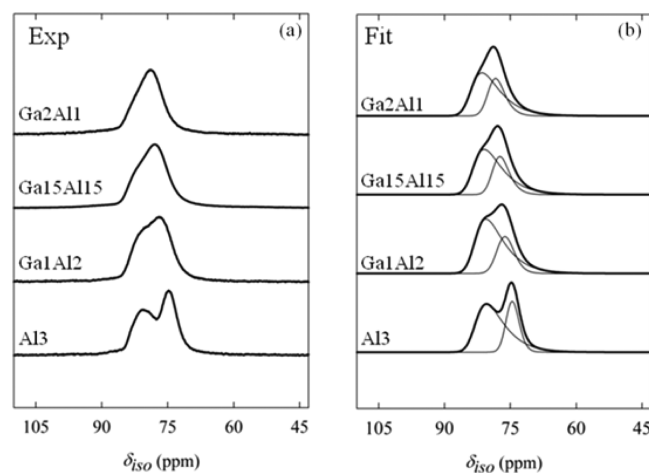 Exp
(a)
Ga2Al1
Ga15Al15
Ga1Al2
Al3
105 90 75 60 45
δiso (ppm)
Fit
(b)
Ga2Al1
Ga15Al15
Ga1Al2
Al3
105 90 75 60 45
δiso (ppm)